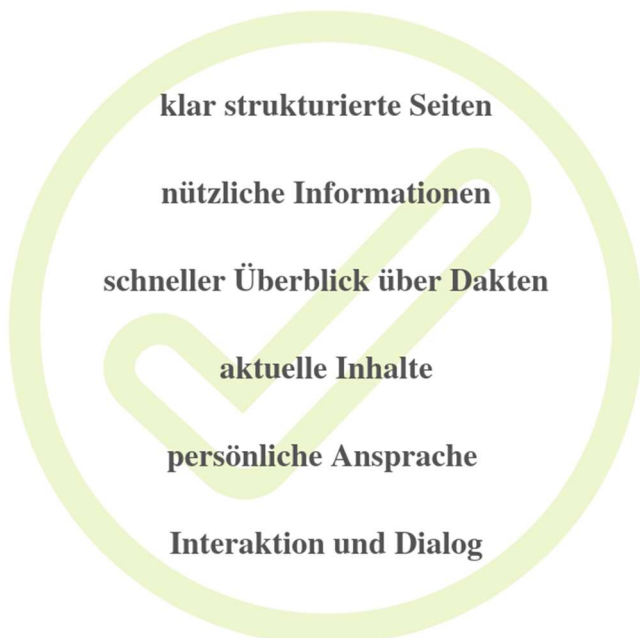 klar strukturierte Seiten
nützliche Informationen
schneller Überblick über Dakten
aktuelle Inhalte
persönliche Ansprache
Interaktion und Dialog